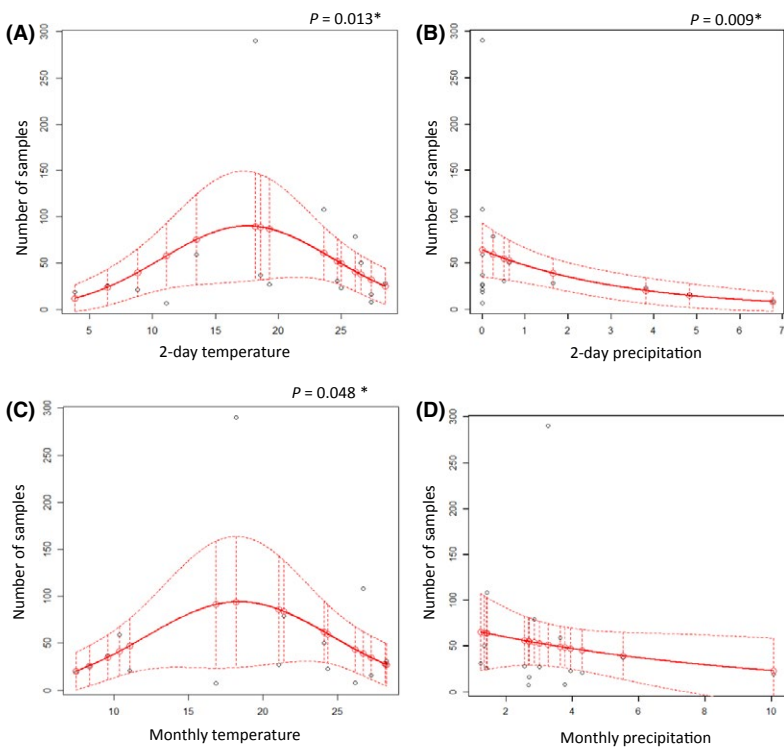 (A)
P = 0.013*
Number of samples
0 50 100 150 200 250 300
5 10 15 20 25
2-day temperature
(B)
P = 0.009*
Number of samples
0 50 100 150 200 250 300
0 1 2 3 4 5 6 7
2-day precipitation
(C)
P = 0.048 *
Number of samples
0 50 100 150 200 250 300
10 15 20 25
Monthly temperature
(D)
Number of samples
0 50 100 150 200 250 300
2 4 6 8 10
Monthly precipitation